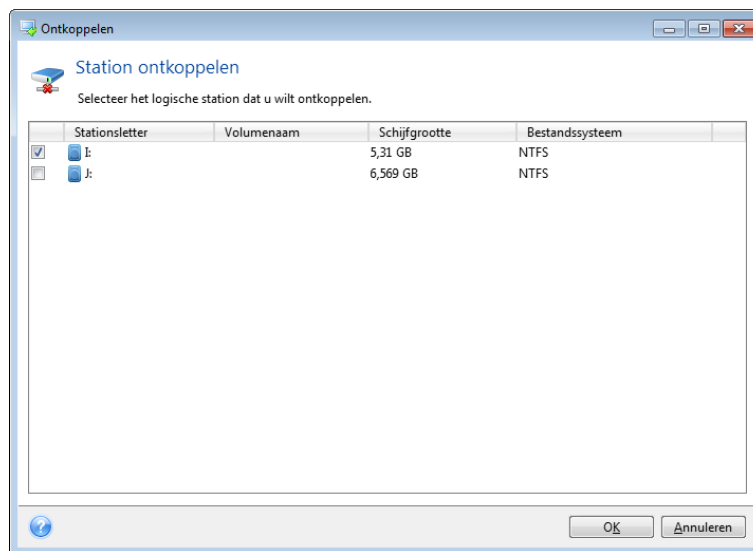 Ontkoppelen
Station ontkoppelen
Selecteer het logische station dat u wilt ontkoppelen.
Stationsletter Volumenaam Schijfgrootte Bestandssysteem
I: 5,31 GB NTFS
J: 6,569 GB NTFS
OK Annuleren